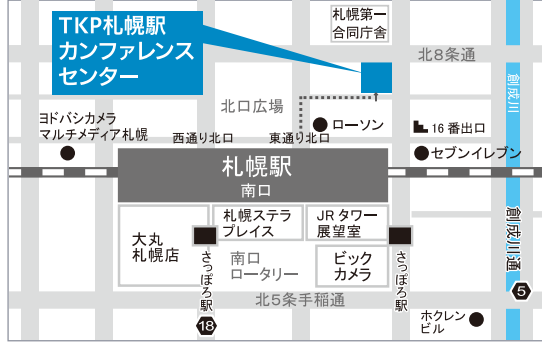 札幌第一
合同庁舎
TKP札幌駅
カンファレンス
センター
北8条通
創成川
北口広場
ヨドバシカメラ
マルチメディア札幌
ローソン
16番出口
西通り北口
東通り北口
セブンイレブン
札幌駅
南口
大丸
札幌店
札幌ステラ
プレイス
JRタワー
展望室
創成川通
さっぽろ駅
南口
ロータリー
ビック
カメラ
さっぽろ駅
5
北5条手稲通
18
ホクレン
ビル